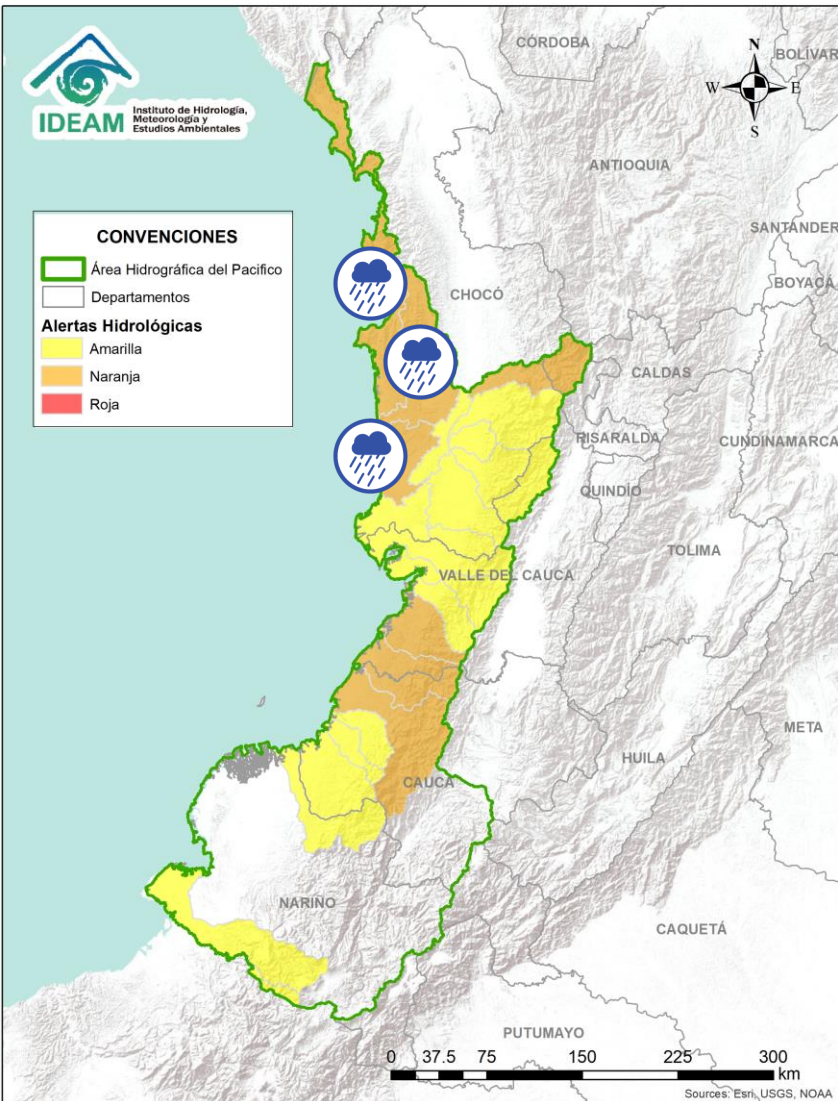 IDEAM
Instituto de Hidrología,
Meteorología y
Estudios Ambientales
CONVENCIONES
Área Hidrográfica del Pacifico
Departamentos
Alertas Hidrológicas
Amarilla
Naranja
Roja
N
W
E
S
CÓRDOBA
BOLÍVAR
ANTIOQUIA
SANTANDER
BOYACÁ
CHOCÓ
CALDAS
RISARALDA
CUNDINAMARCA
QUINDÍO
TOLIMA
VALLE DEL CAUCA
META
HUILA
CAUCA
NARIÑO
CAQUETÁ
PUTUMAYO
0 37.5 75 150 225 300
km
Sources: Esri, USGS, NOAA